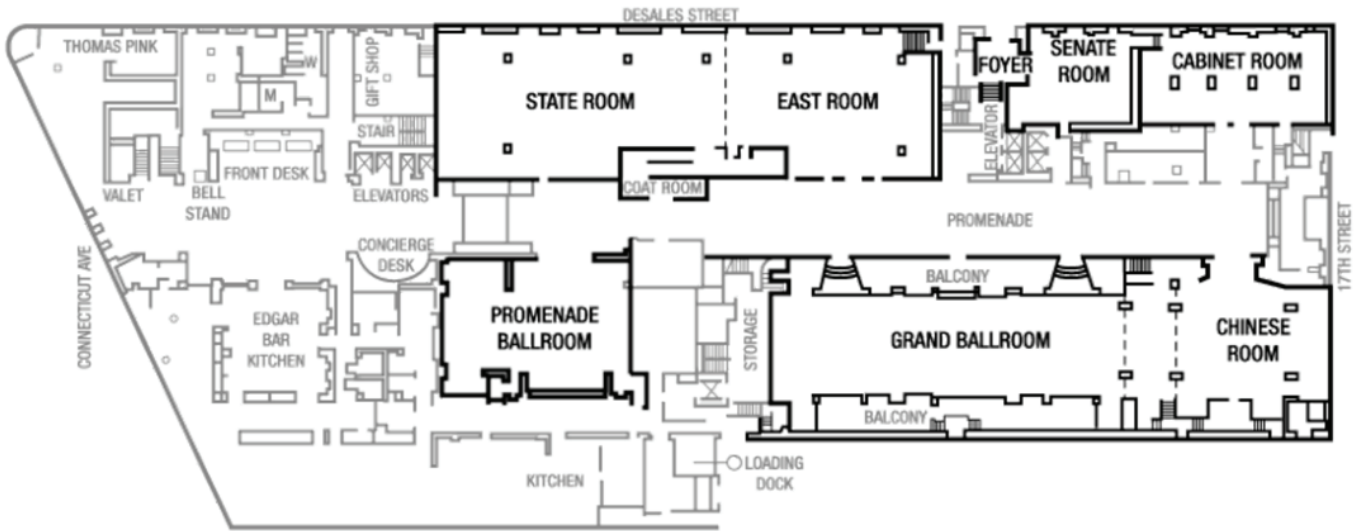 DESALES STREET
THOMAS PINK
W
M
GIFT SHOP
STATE ROOM
EAST ROOM
FOYER
SENATE
ROOM
CABINET ROOM
STAIR
ELEVATOR
VALET
BELL
STAND
FRONT DESK
ELEVATORS
COAT ROOM
PROMENADE
17TH STREET
CONNECTICUT AVE
CONCIERGE
DESK
EDGAR
BAR
KITCHEN
PROMENADE
BALLROOM
STORAGE
BALCONY
GRAND BALLROOM
CHINESE
ROOM
BALCONY
KITCHEN
LOADING
DOCK